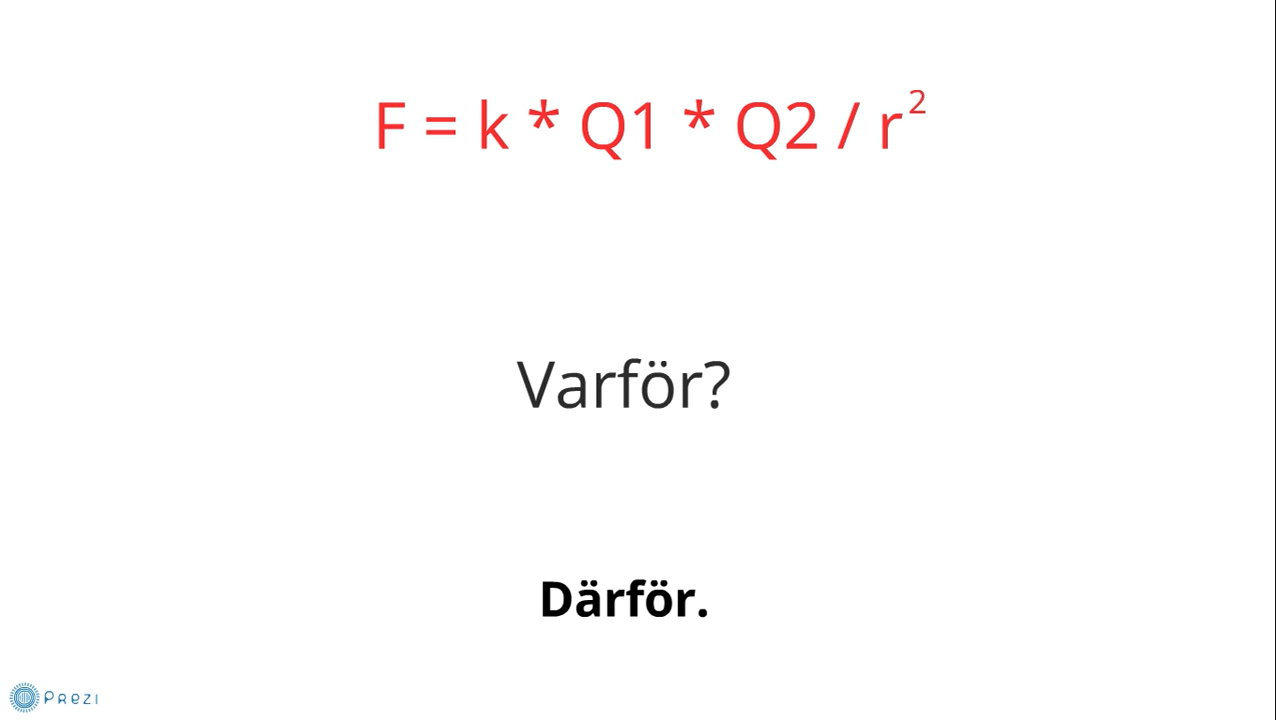 F = k * Q1 * Q2 / r²
Varför?
Därför.
Prezi